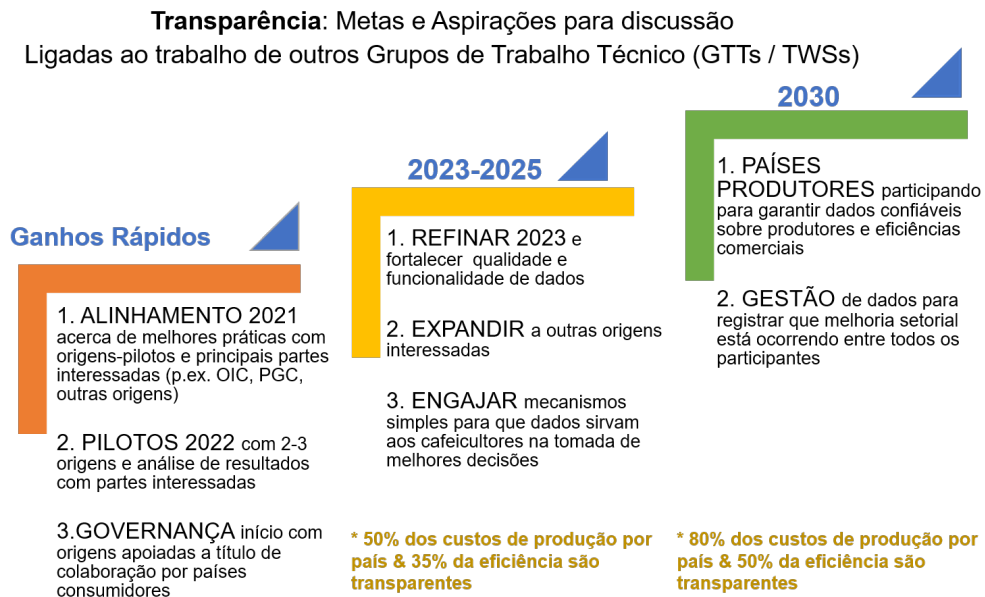 Transparência: Metas e Aspirações para discussão
Ligadas ao trabalho de outros Grupos de Trabalho Técnico (GTTs / TWSs)
Ganhos Rápidos
1. ALINHAMENTO 2021
acerca de melhores práticas com
origens-pilotos e principais partes
interessadas (p.ex. OIC, PGC,
outras origens)
2. PILOTOS 2022 com 2-3
origens e análise de resultados
com partes interessadas
3.GOVERNANÇA início com
origens apoiadas a título de
colaboração por países
consumidores
2023-2025
1. REFINAR 2023 e
fortalecer qualidade e
funcionalidade de dados
2. EXPANDIR a outras origens
interessadas
3. ENGAJAR mecanismos
simples para que dados sirvam
aos cafeicultores na tomada de
melhores decisões
* 50% dos custos de produção por
país & 35% da eficiência são
transparentes
2030
1. PAÍSES
PRODUTORES participando
para garantir dados confiáveis
sobre produtores e eficiências
comerciais
2. GESTÃO de dados para
registrar que melhoria setorial
está ocorrendo entre todos os
participantes
* 80% dos custos de produção por
país & 50% da eficiência são
transparentes